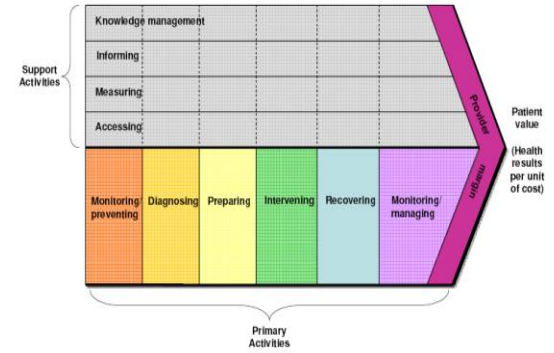 Knowledge management
Informing
Measuring
Accessing
Support
Activities
Provider
margin
Patient
value
(Health
results
per unit
of cost)
Monitoring/
preventing
Diagnosing
Preparing
Intervening
Recovering
Monitoring/
managing
Primary
Activities